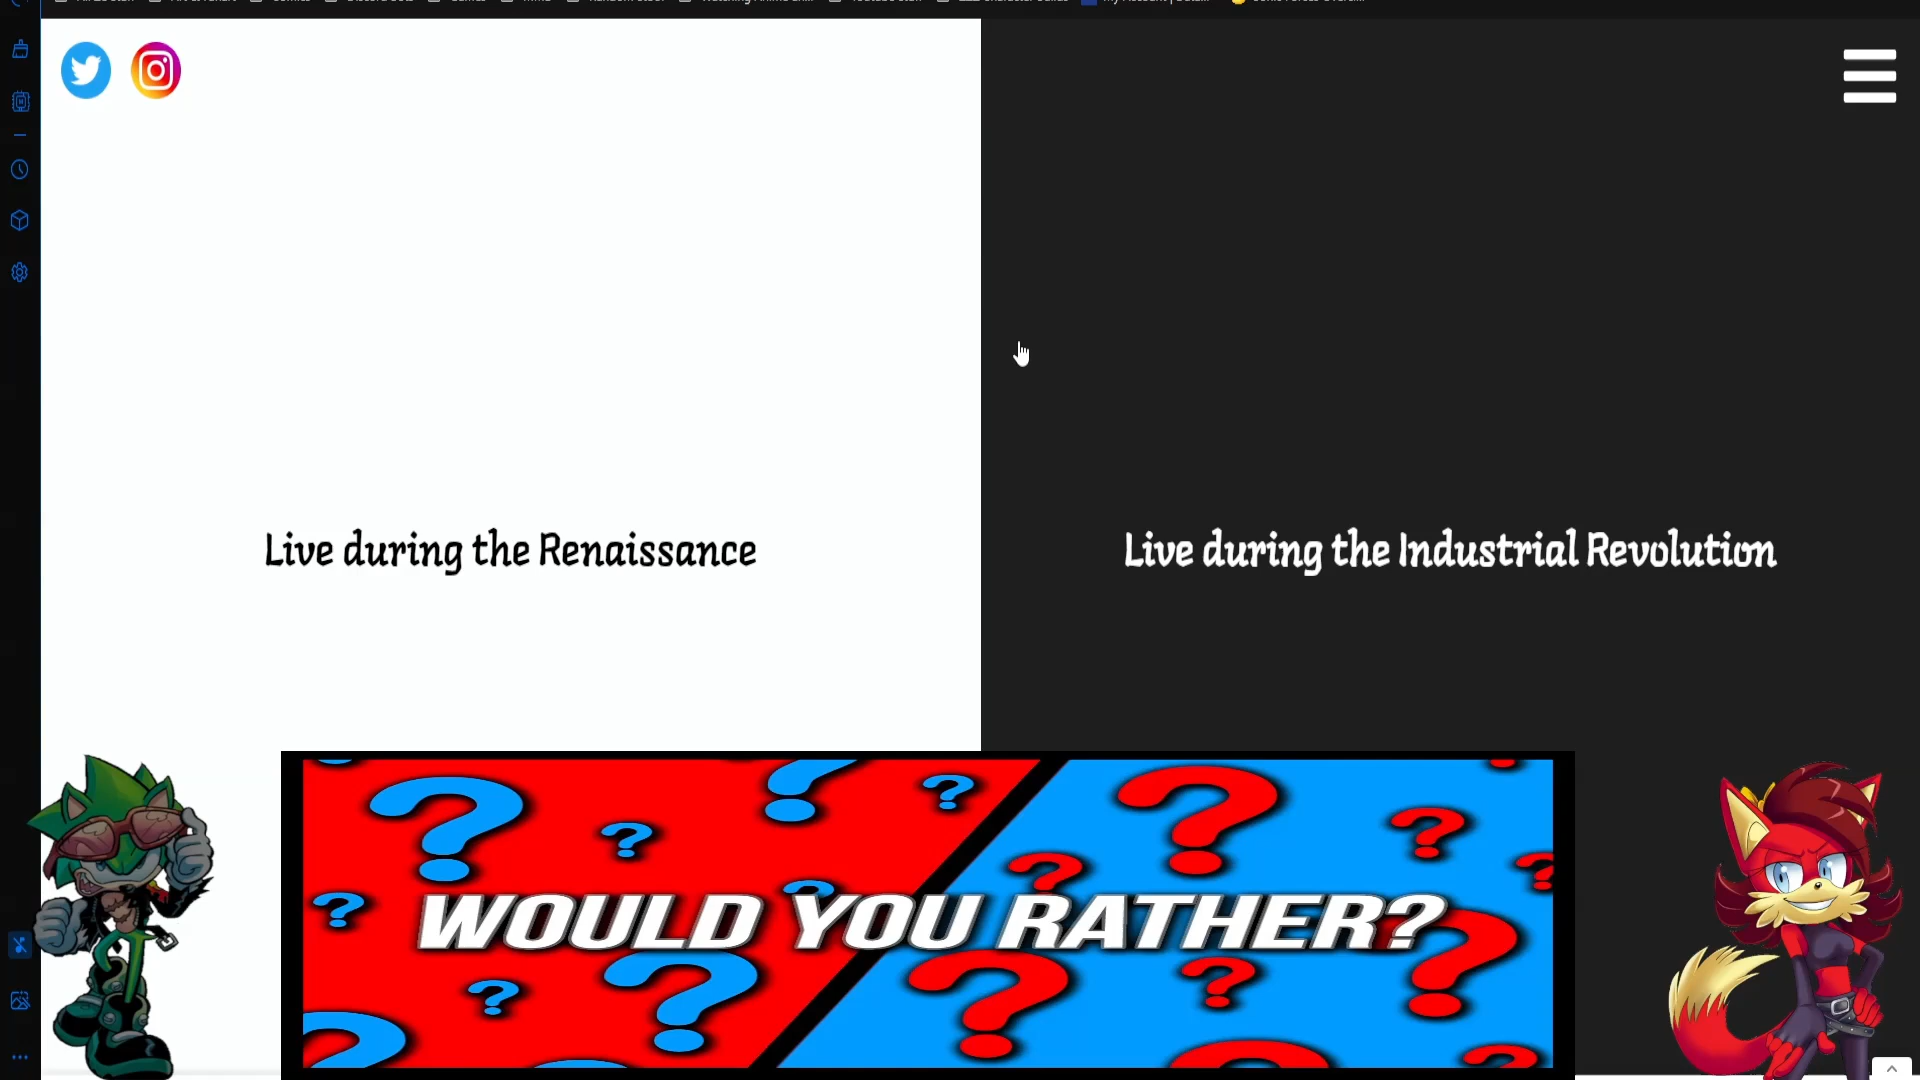 Live during the Renaissance
Live during the Industrial Revolution
WOULD YOU RATHER?